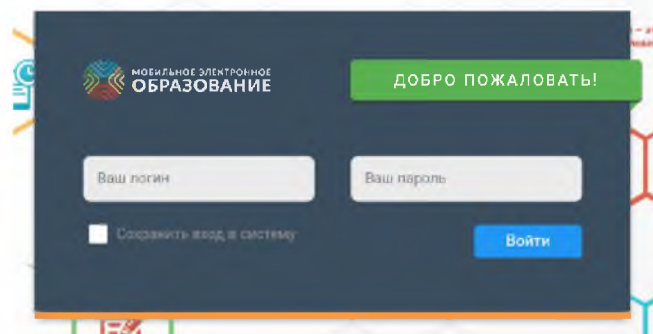 МОБИЛЬНОЕ ЭЛЕКТРОННОЕ
ОБРАЗОВАНИЕ
ДОБРО ПОЖАЛОВАТЬ!
Ваш логин
Ваш пароль
Сохранить вход в систему
Войти